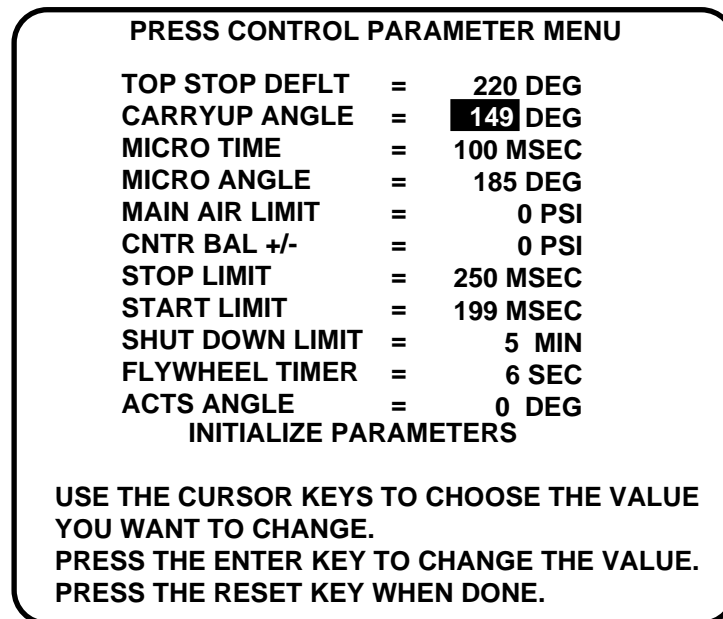 PRESS CONTROL PARAMETER MENU
TOP STOP DEFLT = 220 DEG
CARRYUP ANGLE = 149 DEG
MICRO TIME = 100 MSEC
MICRO ANGLE = 185 DEG
MAIN AIR LIMIT = 0 PSI
CNTR BAL +/- = 0 PSI
STOP LIMIT = 250 MSEC
START LIMIT = 199 MSEC
SHUT DOWN LIMIT = 5 MIN
FLYWHEEL TIMER = 6 SEC
ACTS ANGLE = 0 DEG
INITIALIZE PARAMETERS
USE THE CURSOR KEYS TO CHOOSE THE VALUE
YOU WANT TO CHANGE.
PRESS THE ENTER KEY TO CHANGE THE VALUE.
PRESS THE RESET KEY WHEN DONE.